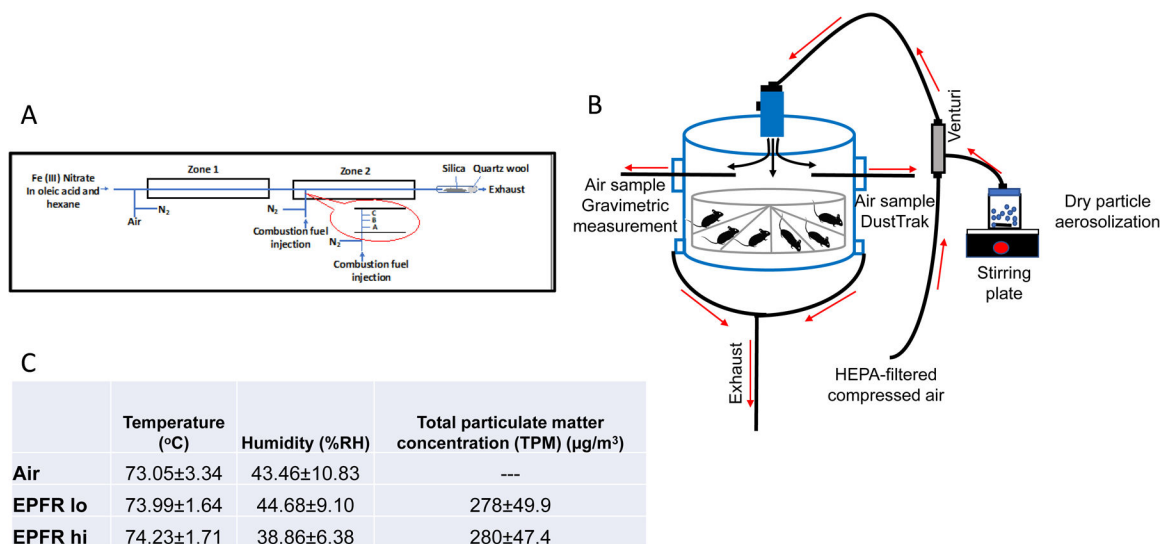 A
Fe (III) Nitrate
In oleic acid and
hexane
Air
N2
Zone 1
Zone 2
N2
Combustion fuel
injection
C
B
A
N2
Combustion fuel
injection
Silica
Quartz wool
Exhaust
B
Venturi
Air sample
Gravimetric
measurement
Air sample
DustTrak
Dry particle
aerosolization
Stirring
plate
HEPA-filtered
compressed air
Exhaust
C
Temperature (oC) Humidity (%RH) Total particulate matter concentration (TPM) (µg/m3)
Air 73.05±3.34 43.46±10.83 ---
EPFR lo 73.99±1.64 44.68±9.10 278±49.9
EPFR hi 74.23±1.71 38.86±6.38 280±47.4